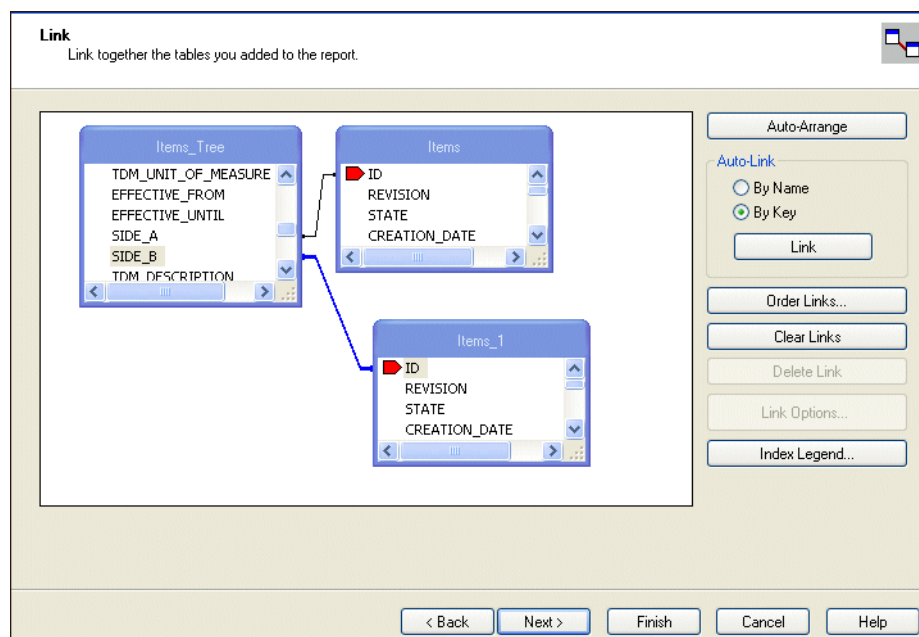 Link
Link together the tables you added to the report.
Items_Tree
TDM_UNIT_OF_MEASURE
EFFECTIVE_FROM
EFFECTIVE_UNTIL
SIDE_A
SIDE_B
TDM_DESCRIPTION
Items
ID
REVISION
STATE
CREATION_DATE
Items_1
ID
REVISION
STATE
CREATION_DATE
Auto-Arrange
Auto-Link
By Name
By Key
Link
Order Links...
Clear Links
Delete Link
Link Options...
Index Legend...
< Back
Next >
Finish
Cancel
Help